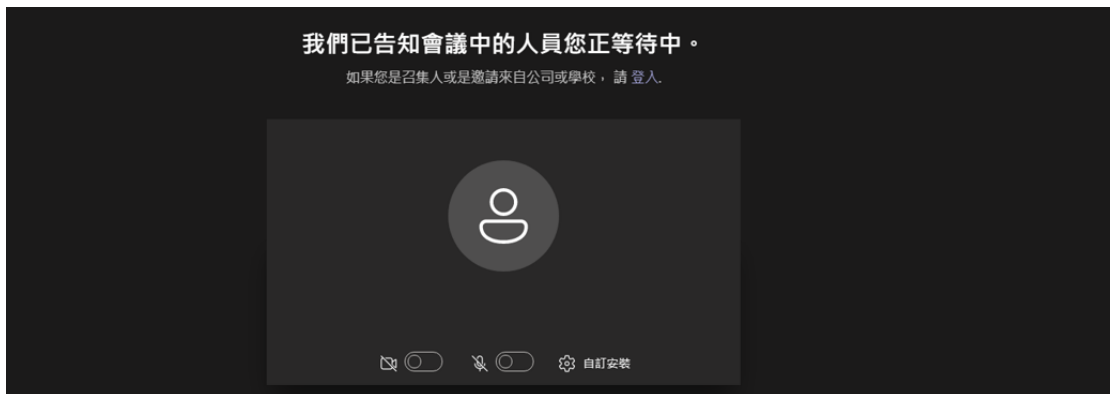 我們已告知會議中的人員您正等待中。
如果您是召集人或是邀請來自公司或學校，請 登入.
自訂安裝